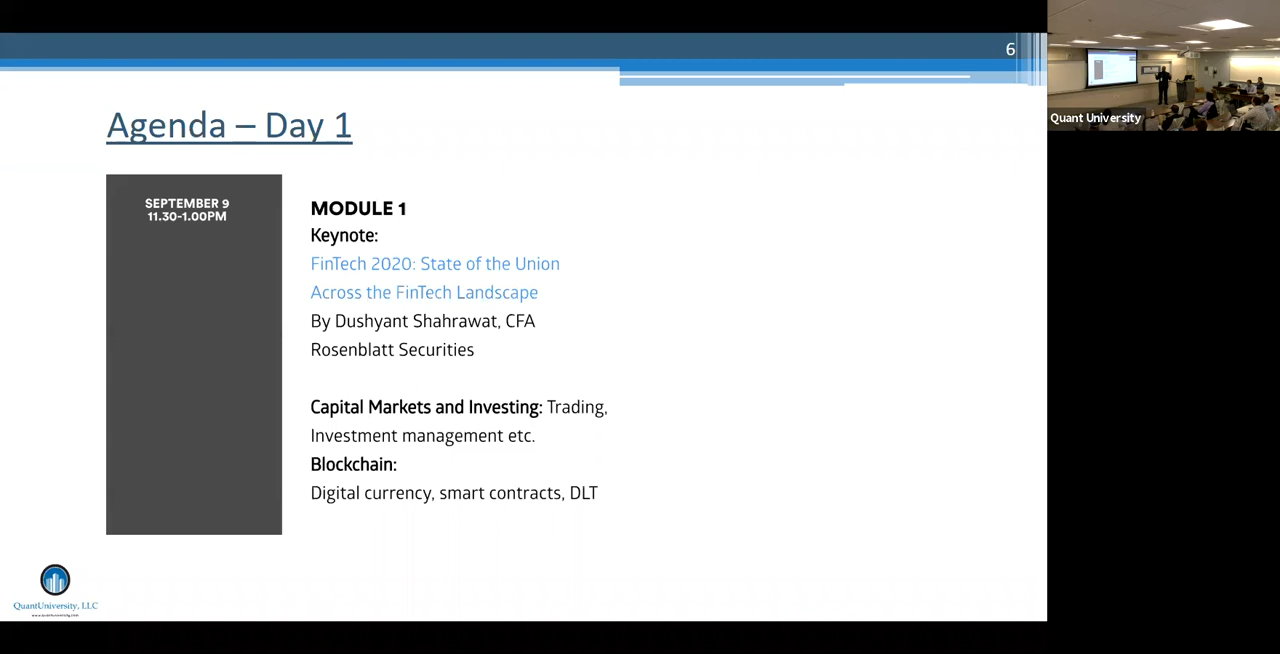 6
Agenda – Day 1
SEPTEMBER 9
11.30-1.00PM
MODULE 1
Keynote:
FinTech 2020: State of the Union
Across the FinTech Landscape
By Dushyant Shahrawat, CFA
Rosenblatt Securities
Capital Markets and Investing: Trading,
Investment management etc.
Blockchain:
Digital currency, smart contracts, DLT
QuantUniversity, LLC
Quant University